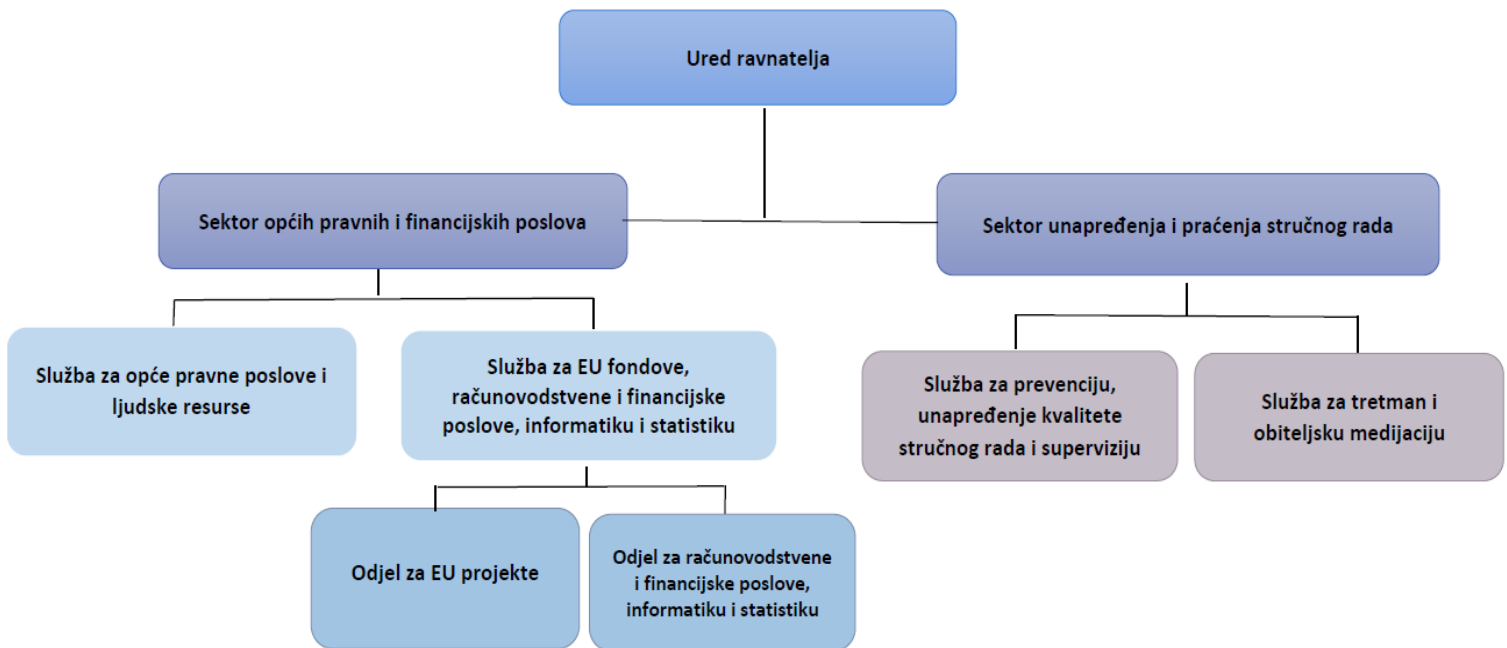 Ured ravnatelja
Sektor općih pravnih i financijskih poslova
Sektor unapređenja i praćenja stručnog rada
Služba za opće pravne poslove i
ljudske resurse
Služba za EU fondove,
računovodstvene i financijske
poslove, informatiku i statistiku
Služba za prevenciju,
unapređenje kvalitete
stručnog rada i superviziju
Služba za tretman i
obiteljsku medijaciju
Odjel za EU projekte
Odjel za računovodstvene
i financijske poslove,
informatiku i statistiku